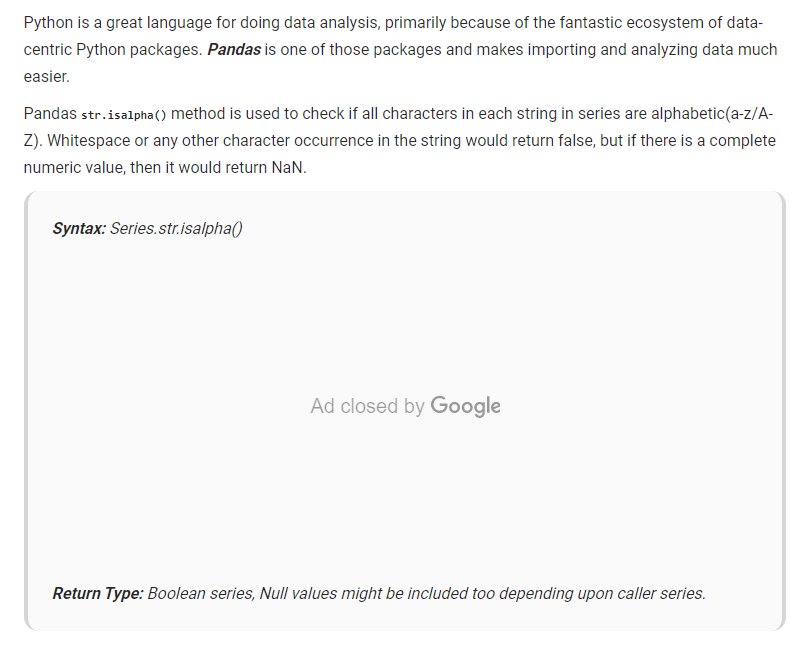 Python is a great language for doing data analysis, primarily because of the fantastic ecosystem of data-
centric Python packages. Pandas is one of those packages and makes importing and analyzing data much
easier.
Pandas str.isalpha() method is used to check if all characters in each string in series are alphabetic(a-z/A-
Z). Whitespace or any other character occurrence in the string would return false, but if there is a complete
numeric value, then it would return NaN.
Syntax: Series.str.isalpha()
Ad closed by Google
Return Type: Boolean series, Null values might be included too depending upon caller series.